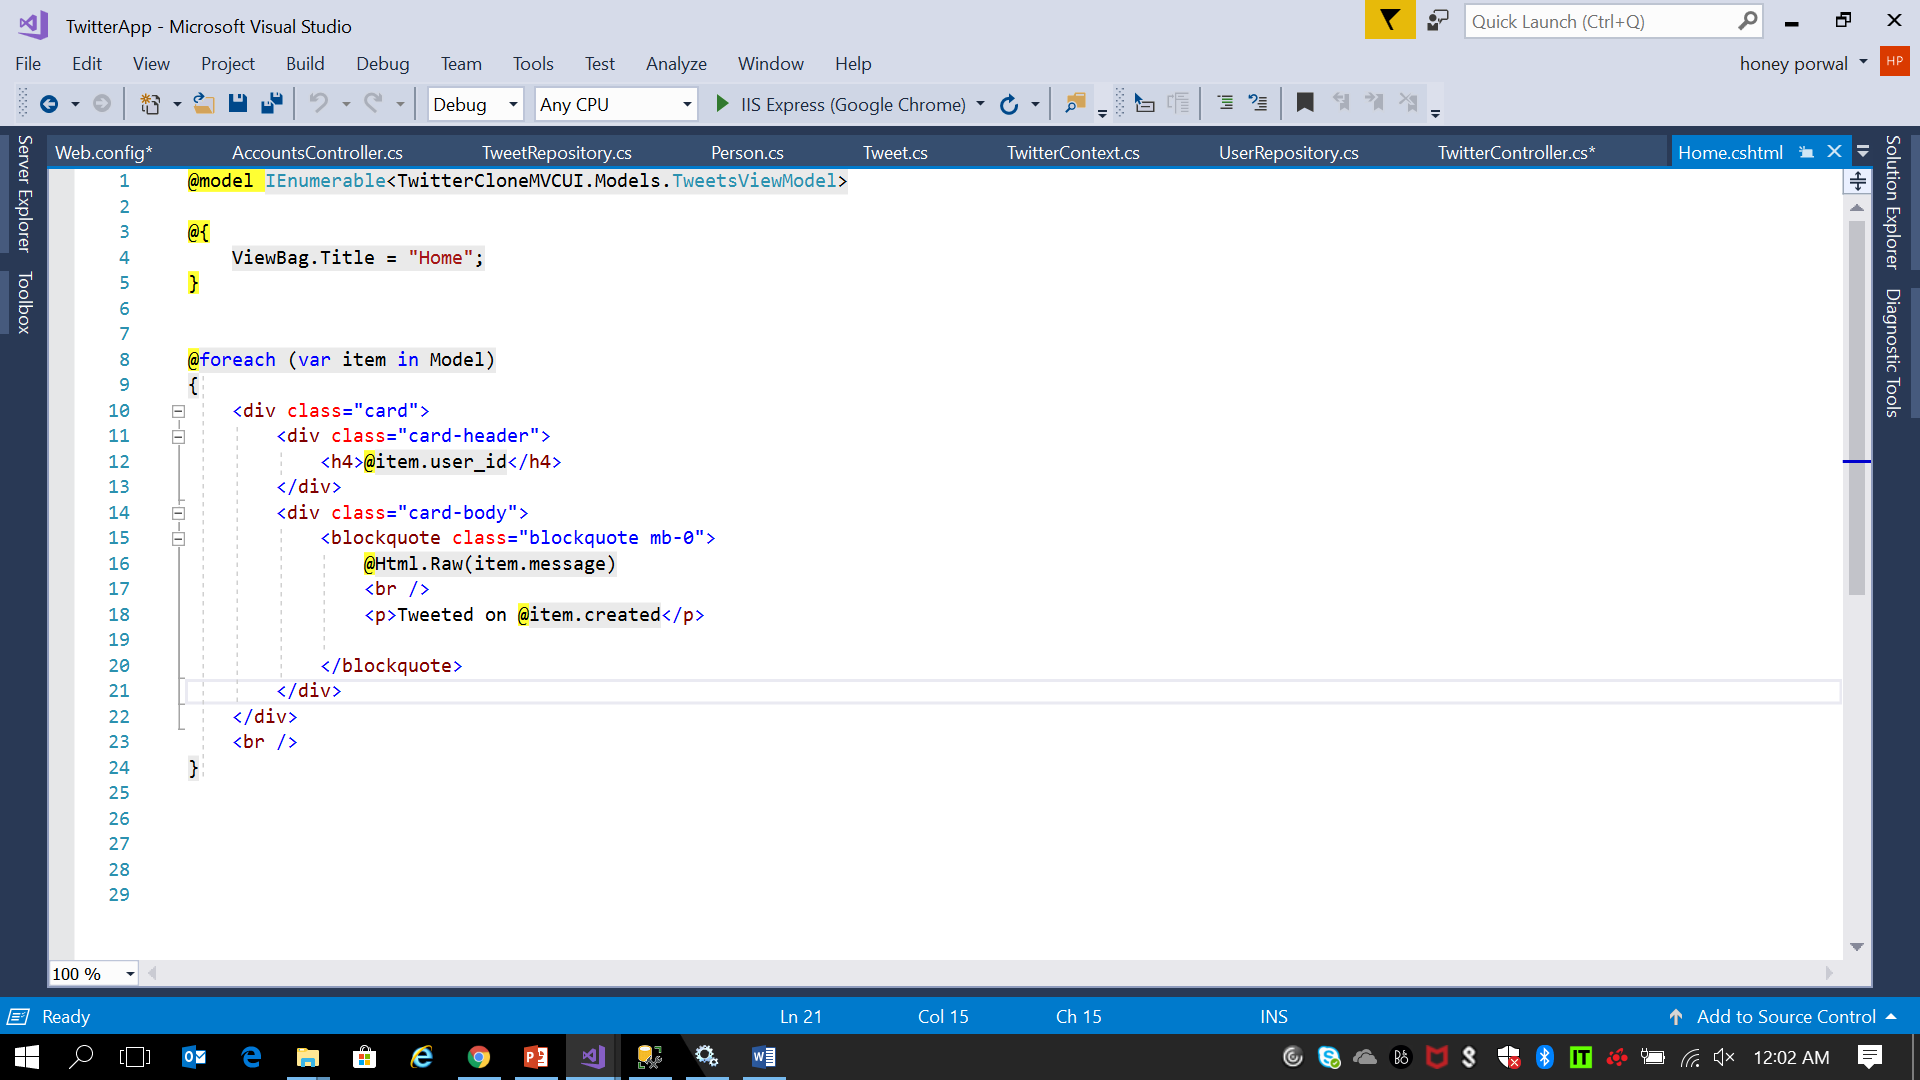 TwitterApp - Microsoft Visual Studio
Quick Launch (Ctrl+Q)
File Edit View Project Build Debug Team Tools Test Analyze Window Help
honey porwal HP
Debug Any CPU IIS Express (Google Chrome)
Server Explorer
Toolbox
Solution Explorer
Diagnostic Tools
Web.config* AccountsController.cs TweetRepository.cs Person.cs Tweet.cs TwitterContext.cs UserRepository.cs TwitterController.cs* Home.cshtml
1 @model IEnumerable<TwitterCloneMVCUI.Models.TweetsViewModel>
2
3 @{
4 ViewBag.Title = "Home";
5 }
6
7
8 @foreach (var item in Model)
9 {
10 <div class="card">
11 <div class="card-header">
12 <h4>@item.user_id</h4>
13 </div>
14 <div class="card-body">
15 <blockquote class="blockquote mb-0">
16 @Html.Raw(item.message)
17 <br />
18 <p>Tweeted on @item.created</p>
19
20 </blockquote>
21 </div>
22 </div>
23 <br />
24 }
25
26
27
28
29
100 %
Ready Ln 21 Col 15 Ch 15 INS Add to Source Control
12:02 AM